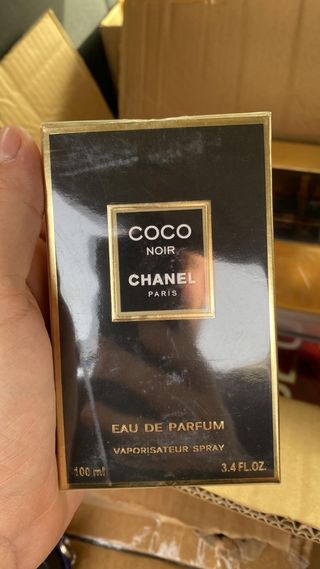 COCO
NOIR
CHANEL
PARIS
EAU DE PARFUM
VAPORISATEUR SPRAY
100 ml 3.4 FL.OZ.